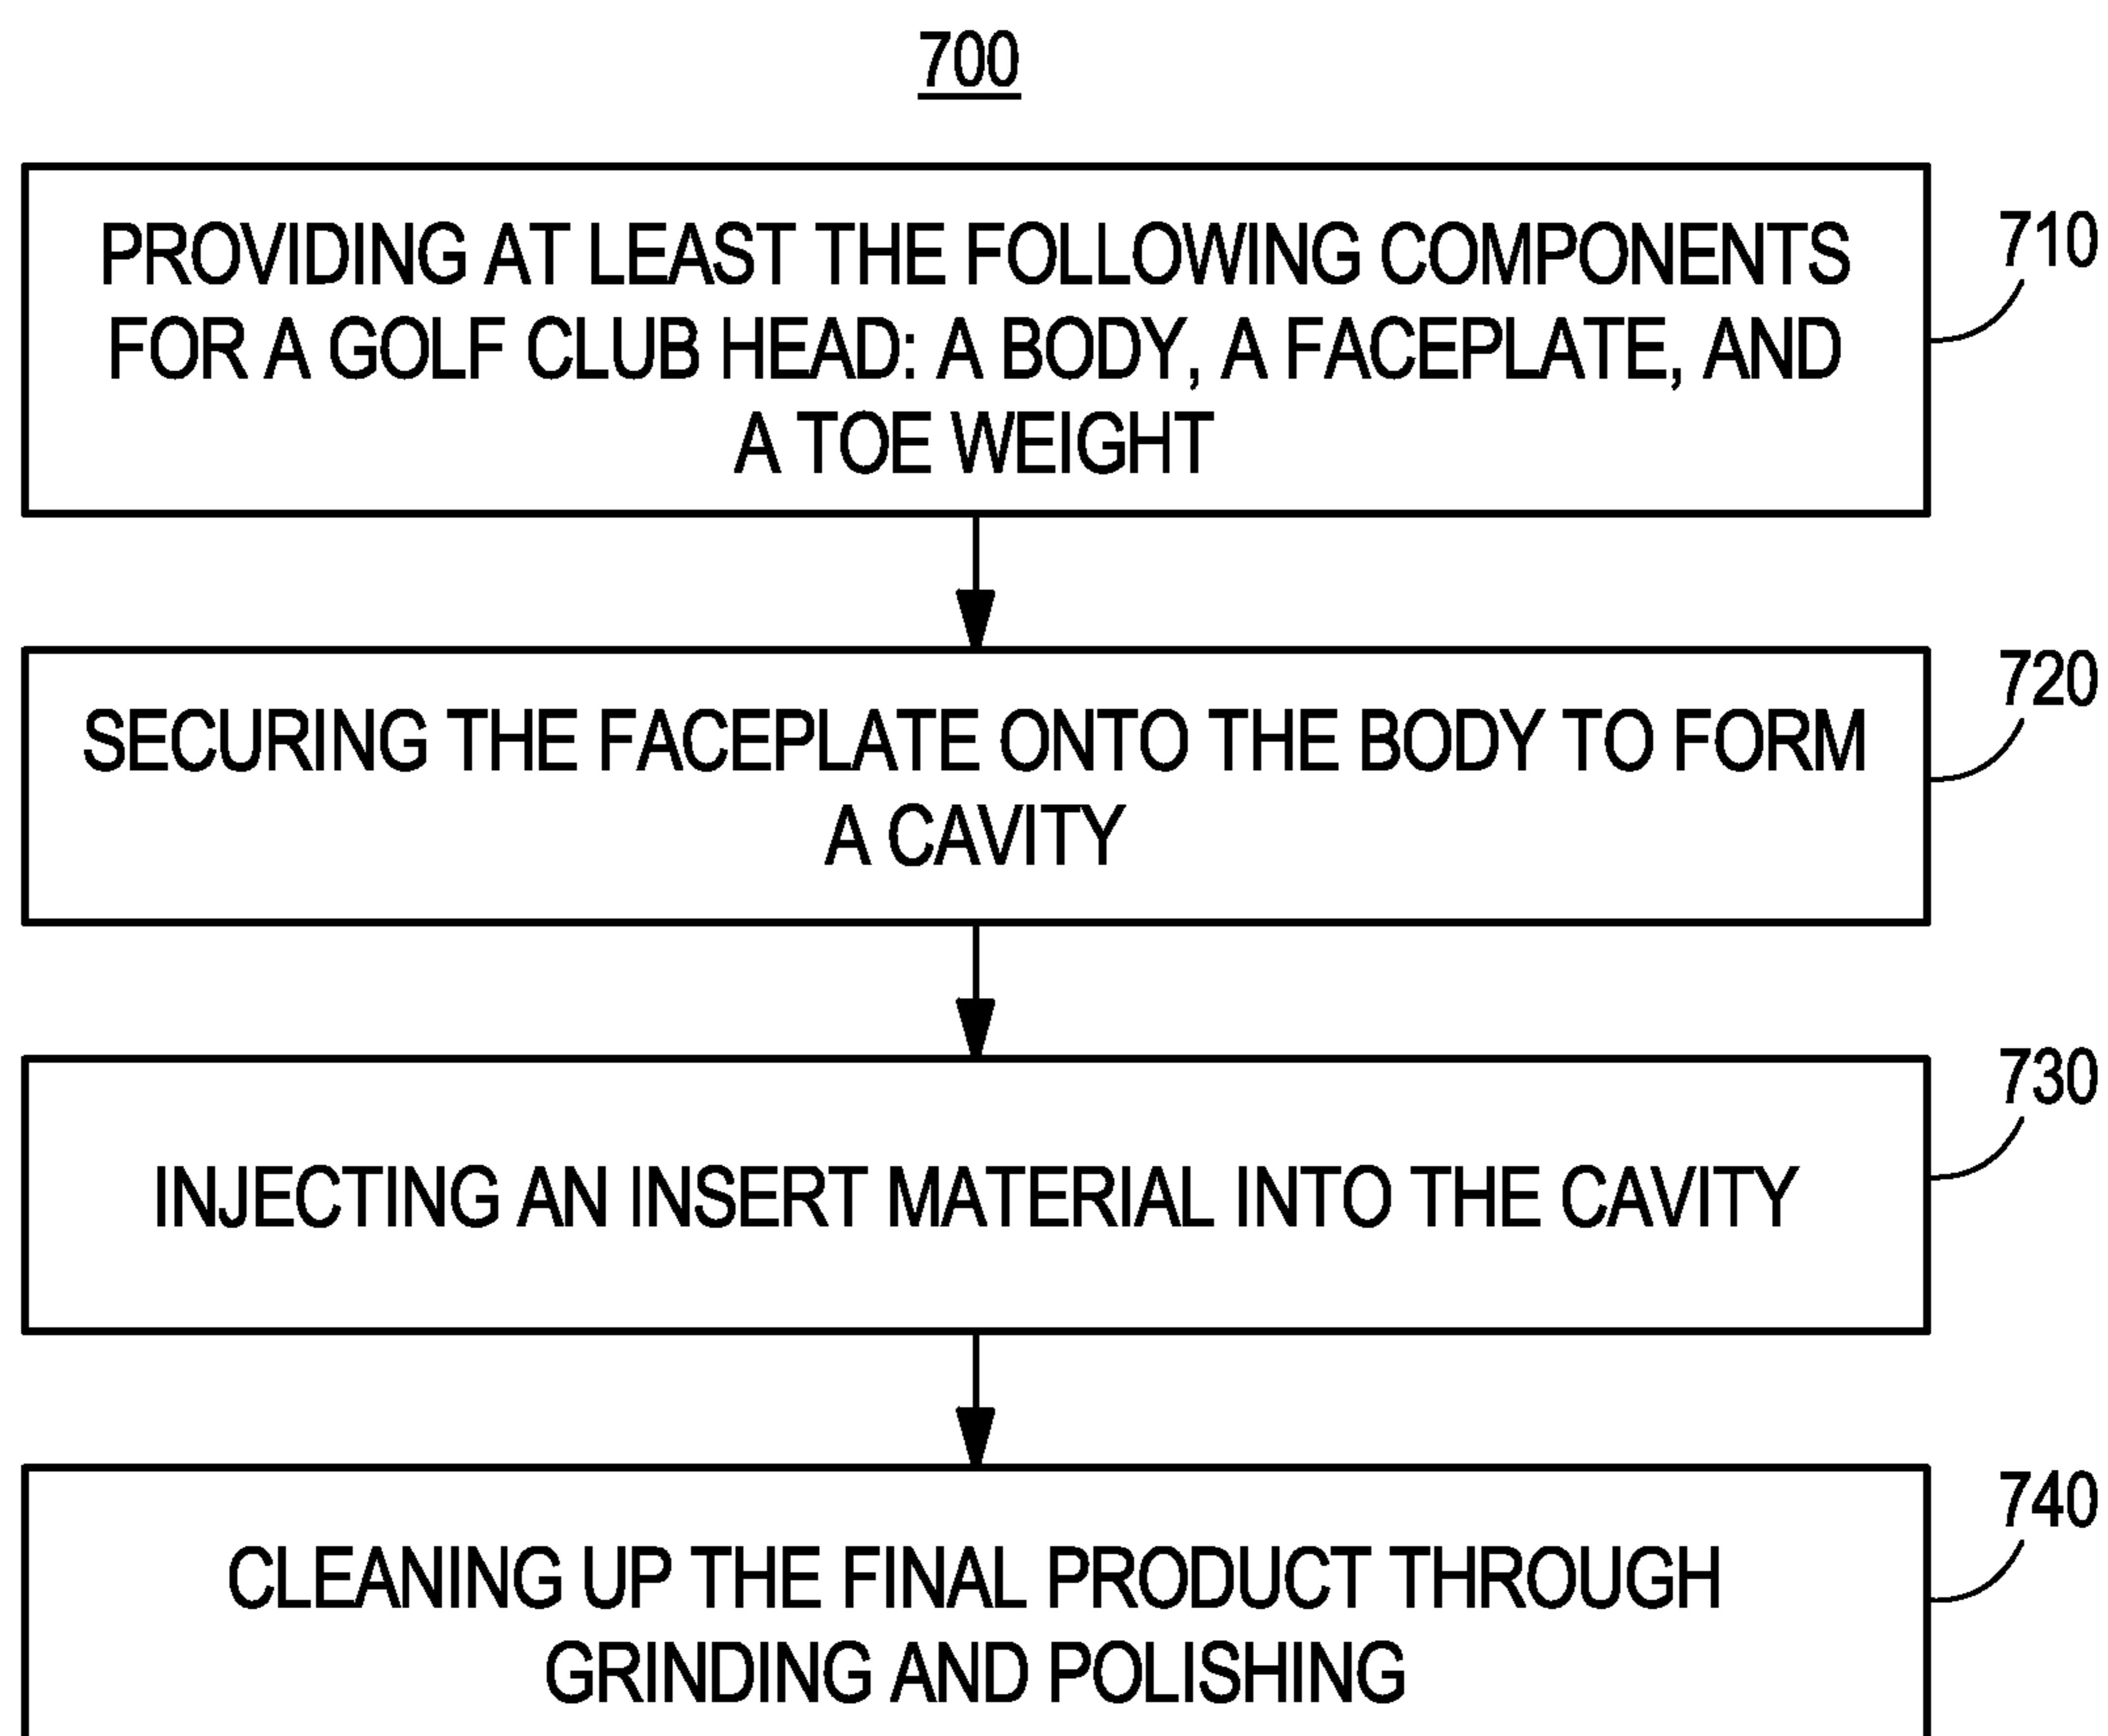 700
PROVIDING AT LEAST THE FOLLOWING COMPONENTS
710
FOR A GOLF CLUB HEAD: A BODY, A FACEPLATE, AND
A TOE WEIGHT
720
SECURING THE FACEPLATE ONTO THE BODY TO FORM
A CAVITY
730
INJECTING AN INSERT MATERIAL INTO THE CAVITY
740
CLEANING UP THE FINAL PRODUCT THROUGH
GRINDING AND POLISHING